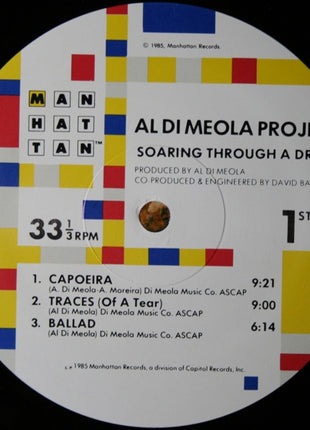 © 1985, Manhattan Records.
MAN
HAT
TAN™
AL DI MEOLA PROJE
SOARING THROUGH A DR
PRODUCED BY AL DI MEOLA
CO-PRODUCED & ENGINEERED BY DAVID BA
33 1/3 RPM
1ST
1. CAPOEIRA 9:21
(A. Di Meola-A. Moreira) Di Meola Music Co. ASCAP
2. TRACES (Of A Tear) 9:00
(Al Di Meola) Di Meola Music Co. ASCAP
3. BALLAD 6:14
(Al Di Meola) Di Meola Music Co. ASCAP
1985 Manhattan Records, a division of Capitol Records, Inc.